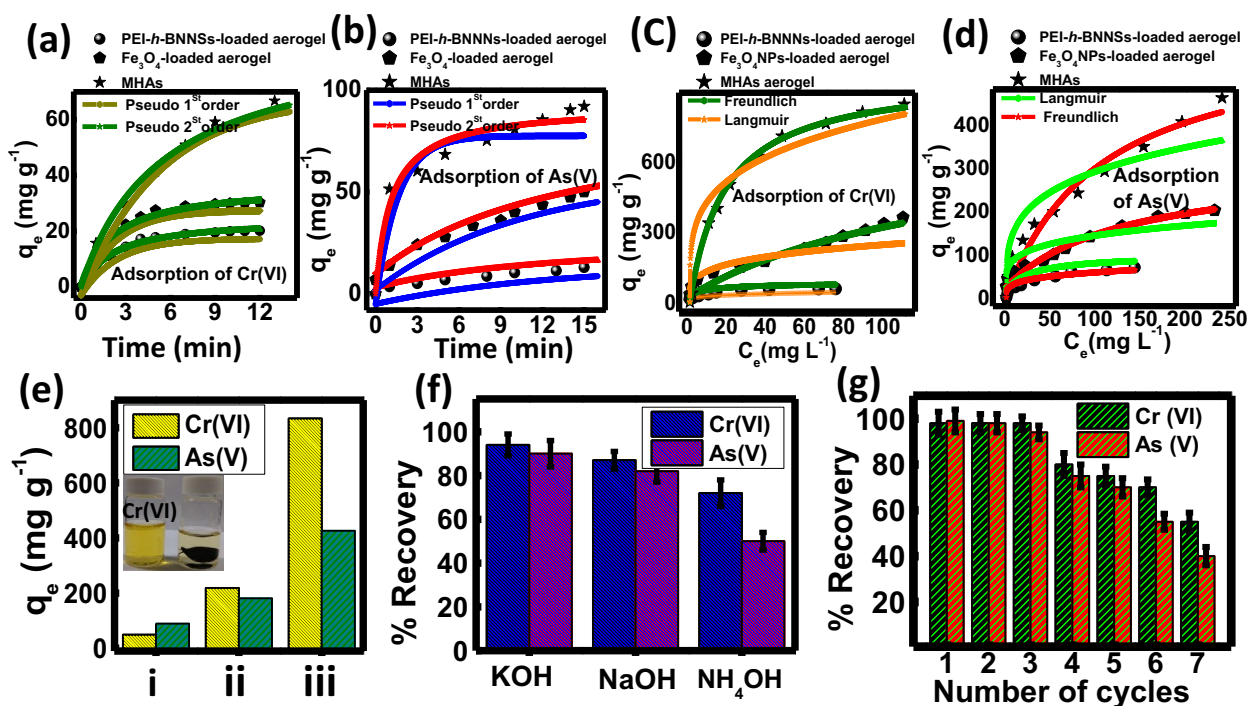 (a)
PEI-h-BNNSs-loaded aerogel
Fe3O4-loaded aerogel
MHAs
Pseudo 1St order
Pseudo 2St order
Adsorption of Cr(VI)
qe (mg g-1)
60
40
20
0
0 3 6 9 12
Time (min)
(b)
PEI-h-BNNNs-loaded aerogel
Fe3O4-loaded aerogel
MHAs
Pseudo 1St order
Pseudo 2St order
Adsorption of As(V)
qe (mg g-1)
100
50
0
0 3 6 9 12 15
Time (min)
(C)
PEI-h-BNNSs-loaded aerogel
Fe3O4NPs-loaded aerogel
MHAs aerogel
Freundlich
Langmuir
Adsorption of Cr(VI)
qe (mg g-1)
600
300
0
0 20 40 60 80 100
Ce(mg L-1)
(d)
PEI-h-BNNSs-loaded aerogel
Fe3O4NPs-loaded aerogel
MHAs
Langmuir
Freundlich
Adsorption
of As(V)
qe (mg g-1)
400
300
200
100
0
0 50 100 150 200 250
Ce(mg L-1)
(e)
Cr(VI)
As(V)
Cr(VI)
qe (mg g-1)
800
600
400
200
0
i ii iii
(f)
Cr(VI)
As(V)
% Recovery
100
80
60
40
20
0
KOH NaOH NH4OH
(g)
Cr (VI)
As(V)
% Recovery
100
80
60
40
20
1 2 3 4 5 6 7
Number of cycles